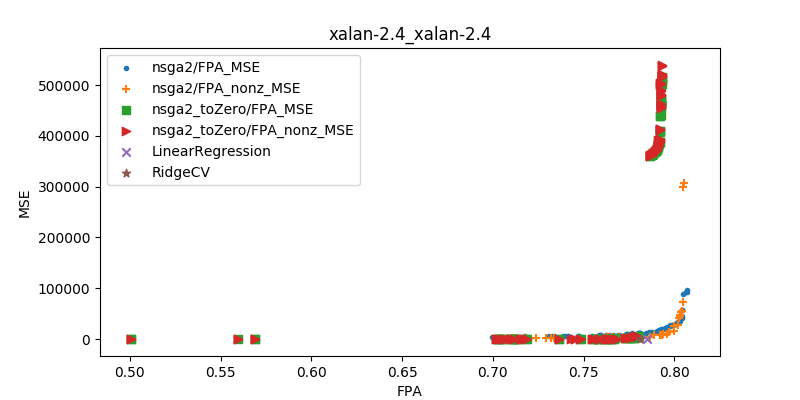 xalan-2.4_xalan-2.4
nsga2/FPA_MSE
nsga2/FPA_nonz_MSE
nsga2_toZero/FPA_MSE
nsga2_toZero/FPA_nonz_MSE
LinearRegression
RidgeCV
MSE
500000
400000
300000
200000
100000
0
0.50
0.55
0.60
0.65
0.70
0.75
0.80
FPA